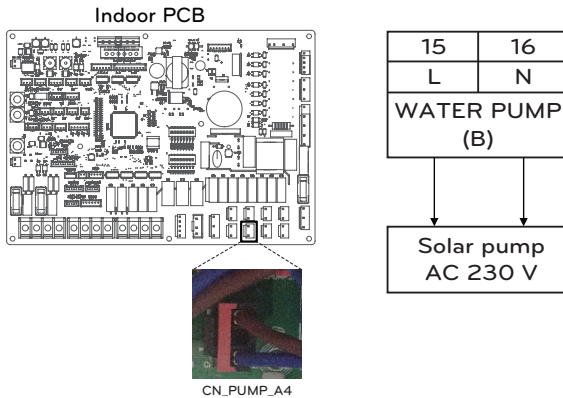 Indoor PCB
15 16
L N
WATER PUMP
(B)
Solar pump
AC 230 V
CN_PUMP_A4